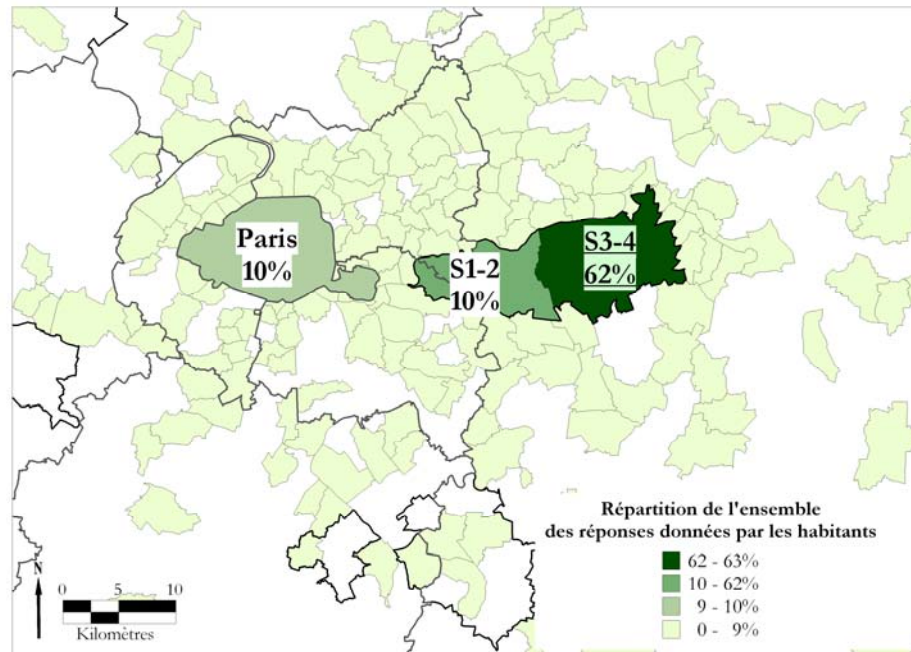 Paris
10%
S1-2
10%
S3-4
62%
Répartition de l'ensemble
des réponses données par les habitants
62 - 63%
10 - 62%
9 - 10%
0 - 9%
N
0 5 10
Kilomètres